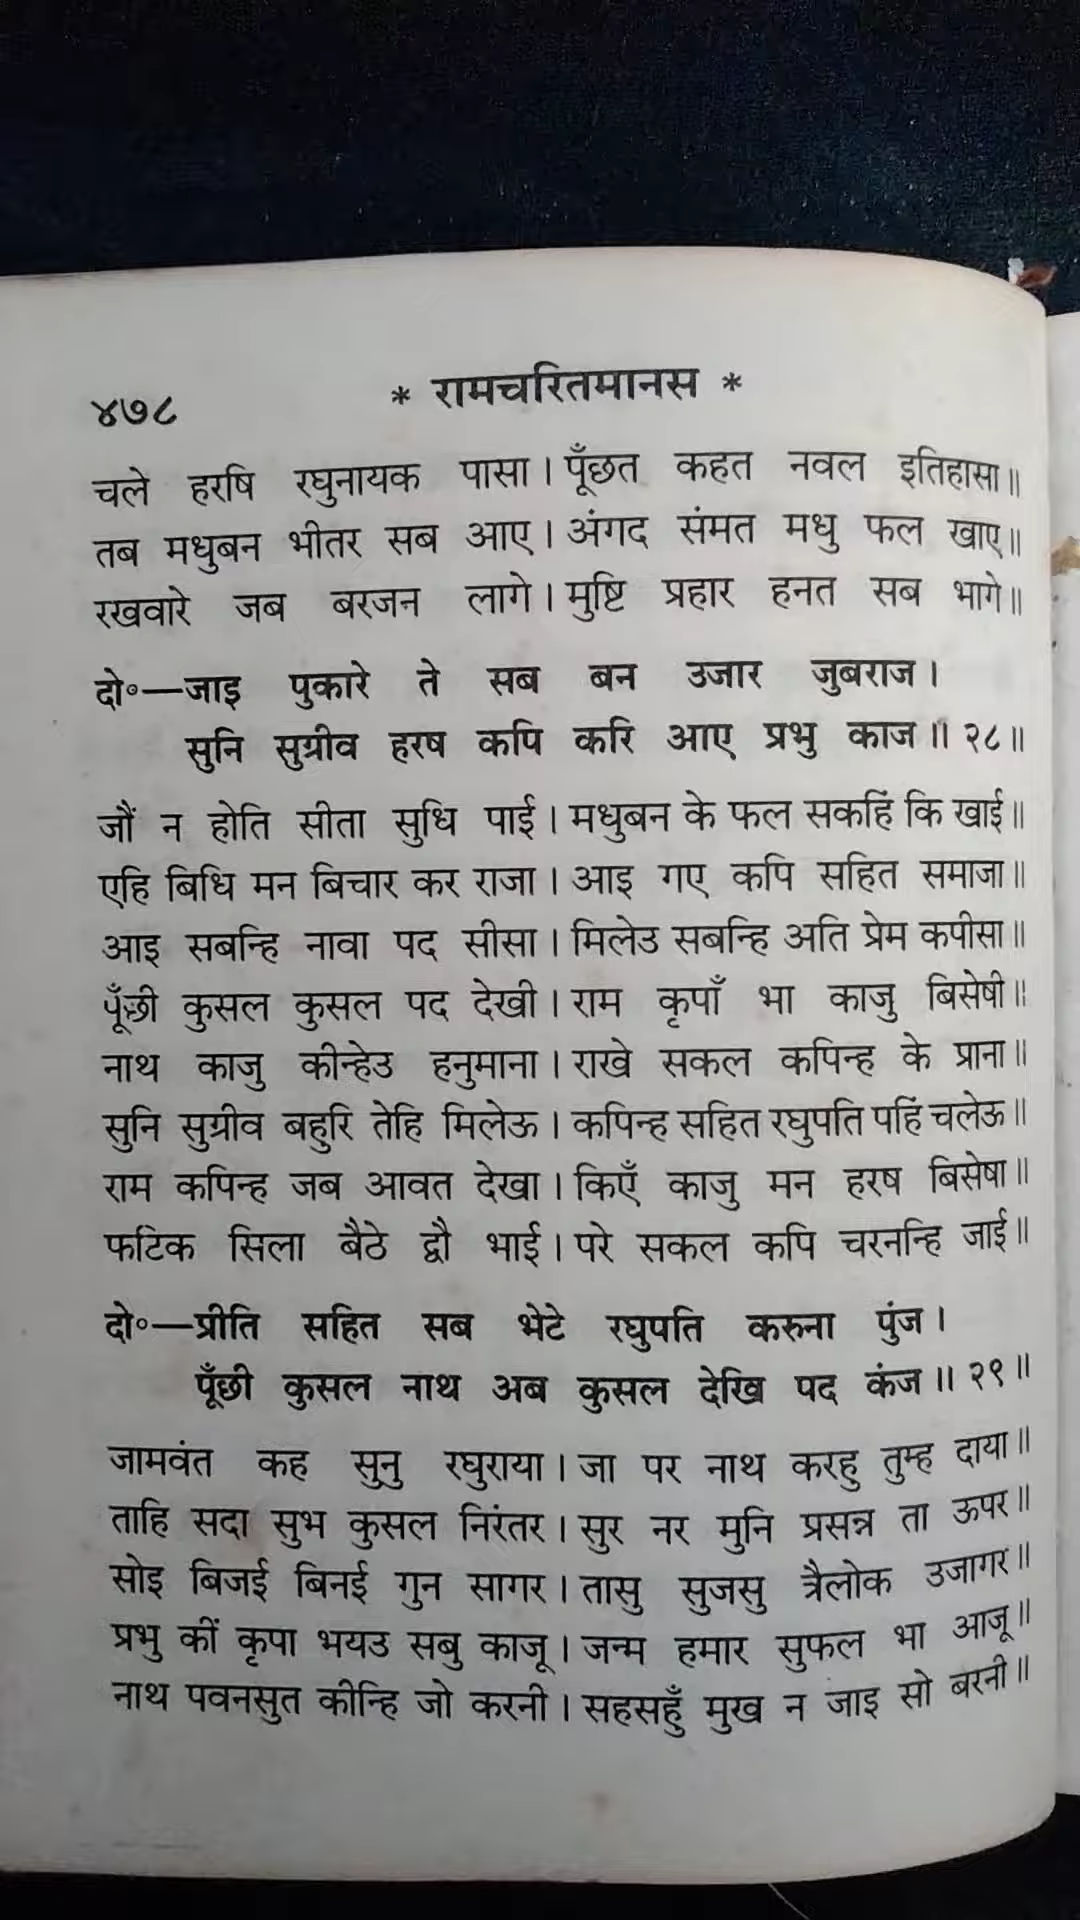 ४७८ * रामचरितमानस *
चले हरषि रघुनायक पासा। पूँछत कहत नवल इतिहासा॥
तब मधुबन भीतर सब आए। अंगद संमत मधु फल खाए॥
रखवारे जब बरजन लागे। मुष्टि प्रहार हनत सब भागे॥
दो०—जाइ पुकारे ते सब बन उजार जुबराज।
सुनि सुग्रीव हरष कपि करि आए प्रभु काज॥ २८॥
जौं न होति सीता सुधि पाई। मधुबन के फल सकहिं कि खाई॥
एहि बिधि मन बिचार कर राजा। आइ गए कपि सहित समाजा॥
आइ सबन्हि नावा पद सीसा। मिलेउ सबन्हि अति प्रेम कपीसा॥
पूँछी कुसल कुसल पद देखी। राम कृपाँ भा काजु बिसेषी॥
नाथ काजु कीन्हेउ हनुमाना। राखे सकल कपिन्ह के प्राना॥
सुनि सुग्रीव बहुरि तेहि मिलेऊ। कपिन्ह सहित रघुपति पहिं चलेऊ॥
राम कपिन्ह जब आवत देखा। किएँ काजु मन हरष बिसेषा॥
फटिक सिला बैठे द्वौ भाई। परे सकल कपि चरनन्हि जाई॥
दो०—प्रीति सहित सब भेटे रघुपति करुना पुंज।
पूँछी कुसल नाथ अब कुसल देखि पद कंज॥ २९॥
जामवंत कह सुनु रघुराया। जा पर नाथ करहु तुम्ह दाया॥
ताहि सदा सुभ कुसल निरंतर। सुर नर मुनि प्रसन्न ता ऊपर॥
सोइ बिजई बिनई गुन सागर। तासु सुजसु त्रैलोक उजागर॥
प्रभु कीं कृपा भयउ सबु काजू। जन्म हमार सुफल भा आजू॥
नाथ पवनसुत कीन्हि जो करनी। सहसहुँ मुख न जाइ सो बरनी॥